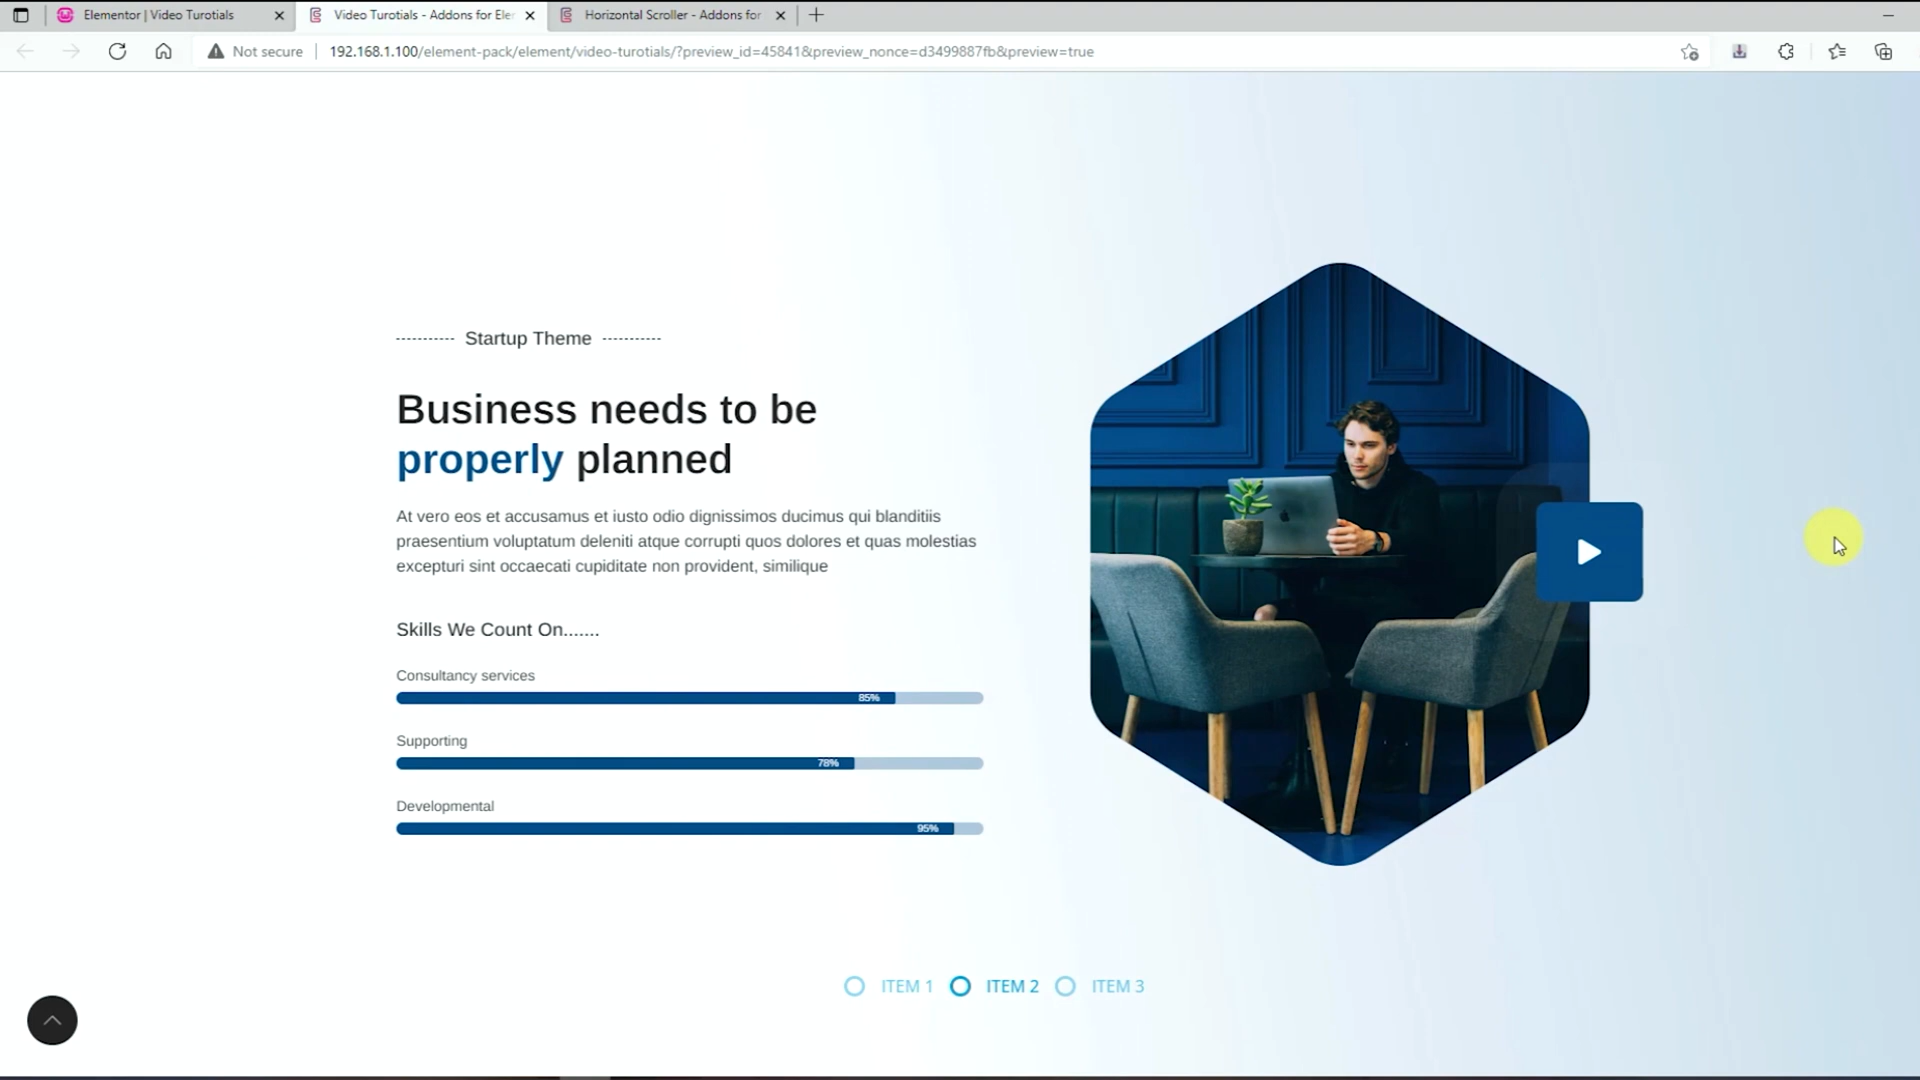 Elementor | Video Turotials
Video Turotials - Addons for Eler
Horizontal Scroller - Addons for
Not secure
192.168.1.100/element-pack/element/video-turotials/?preview_id=45841&preview_nonce=d3499887fb&preview=true
Startup Theme
Business needs to be
properly planned
At vero eos et accusamus et iusto odio dignissimos ducimus qui blanditiis
praesentium voluptatum deleniti atque corrupti quos dolores et quas molestias
excepturi sint occaecati cupiditate non provident, similique
Skills We Count On.......
Consultancy services
85%
Supporting
78%
Developmental
95%
ITEM 1
ITEM 2
ITEM 3